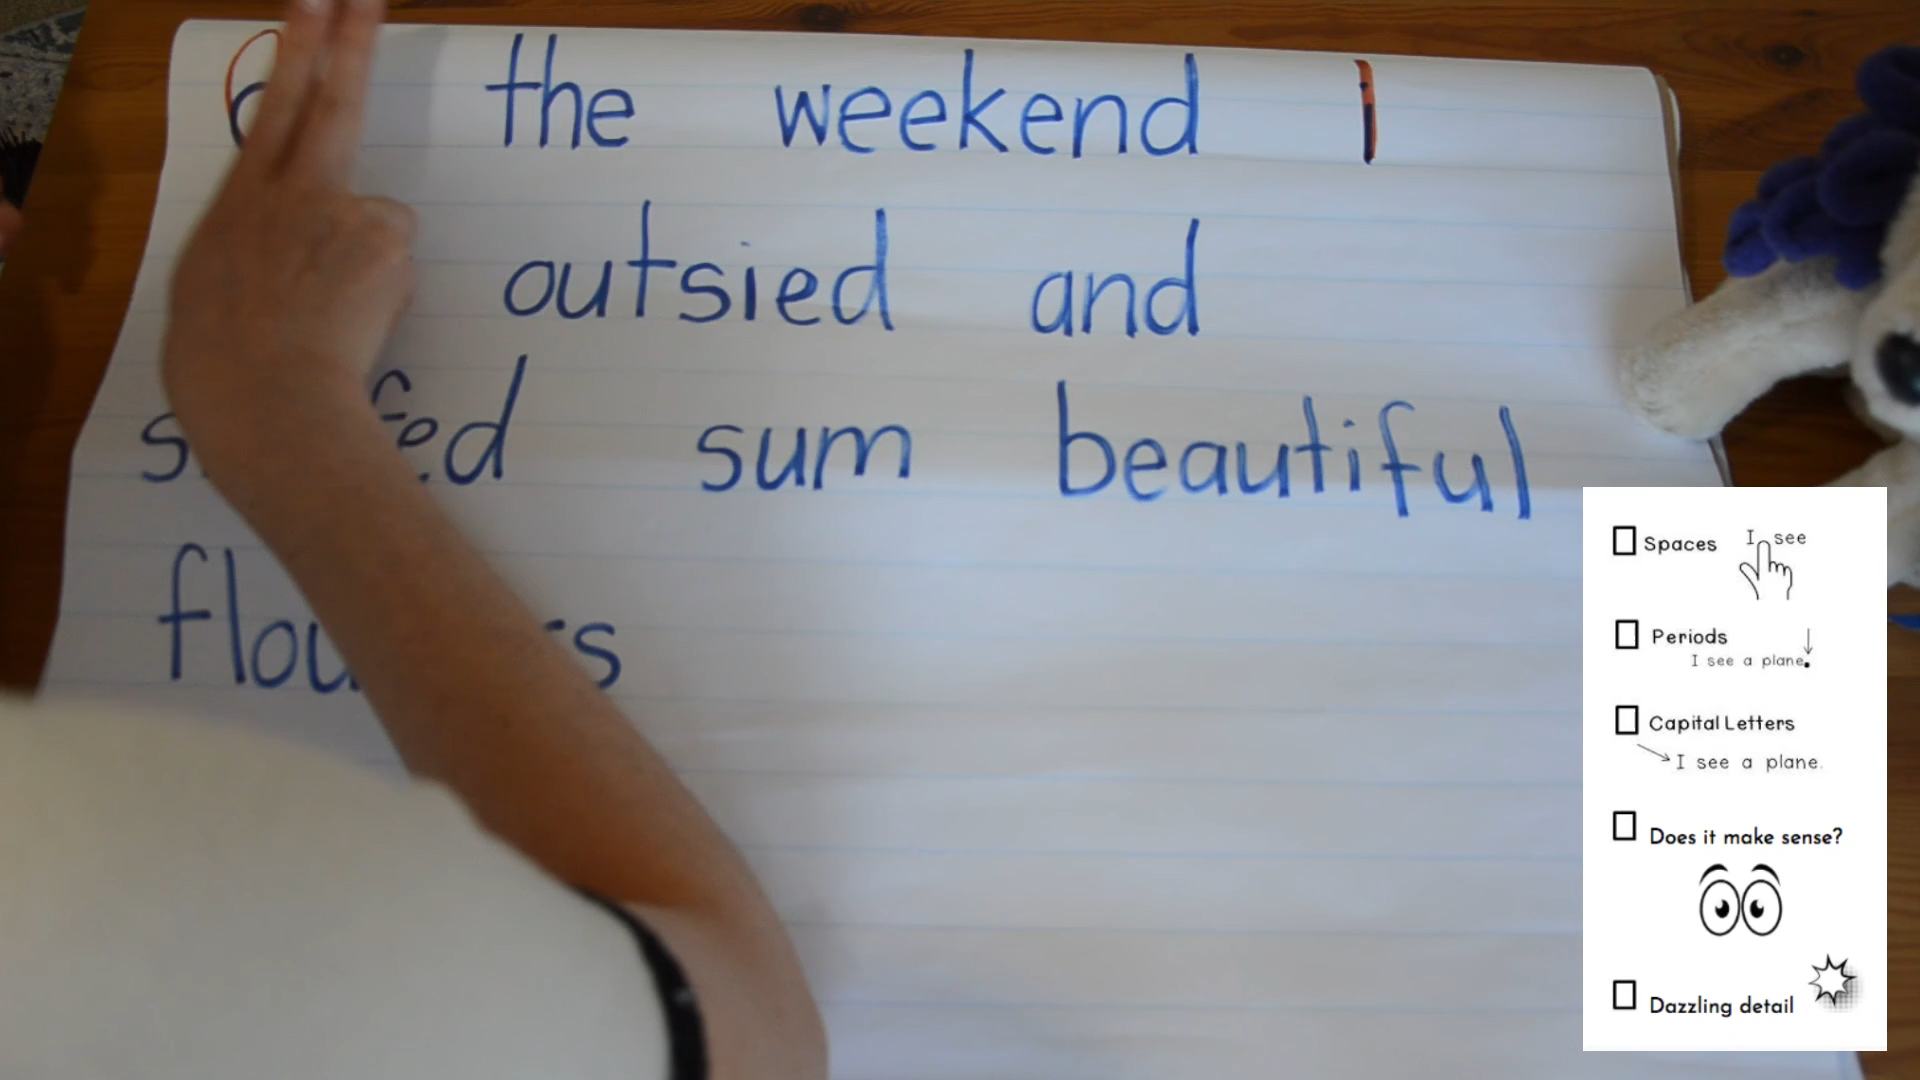 the weekend I
outsied and
sum beautiful
Spaces I see
Periods
I see a plane.
Capital Letters
I see a plane.
Does it make sense?
Dazzling detail